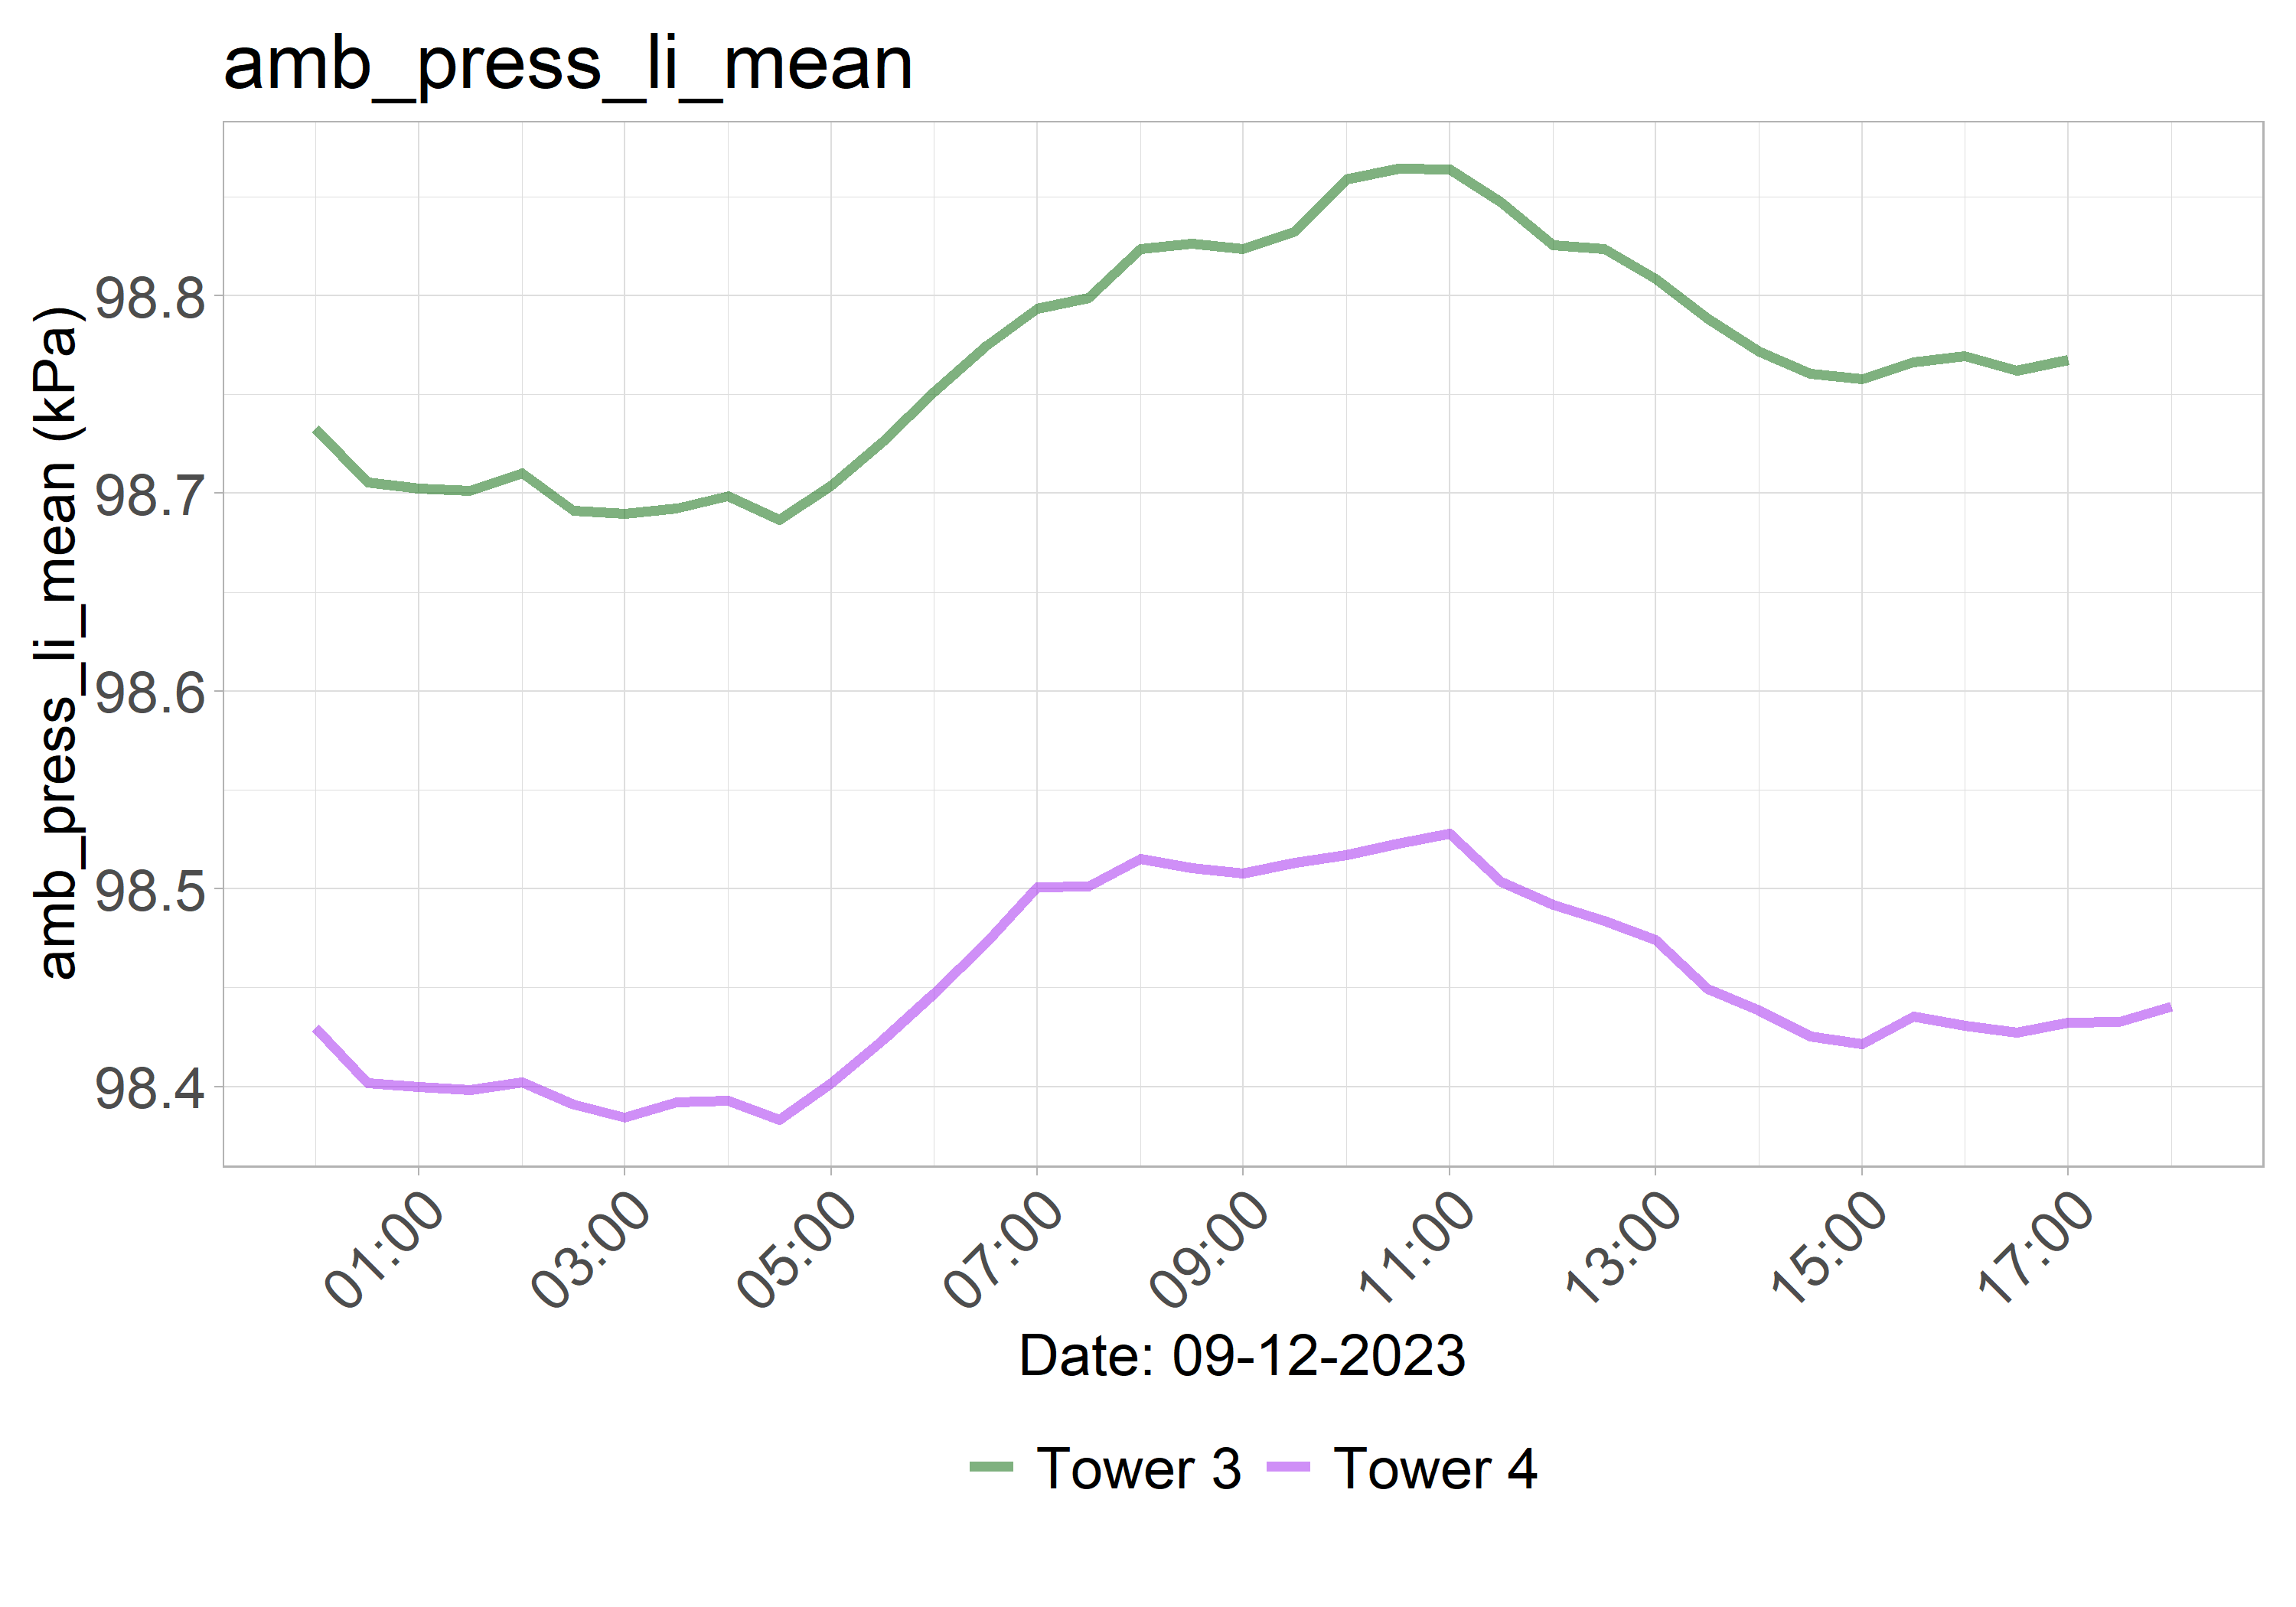 amb_press_li_mean
amb_press_li_mean (kPa)
98.8
98.7
98.6
98.5
98.4
01:00 03:00 05:00 07:00 09:00 11:00 13:00 15:00 17:00
Date: 09-12-2023
Tower 3 Tower 4